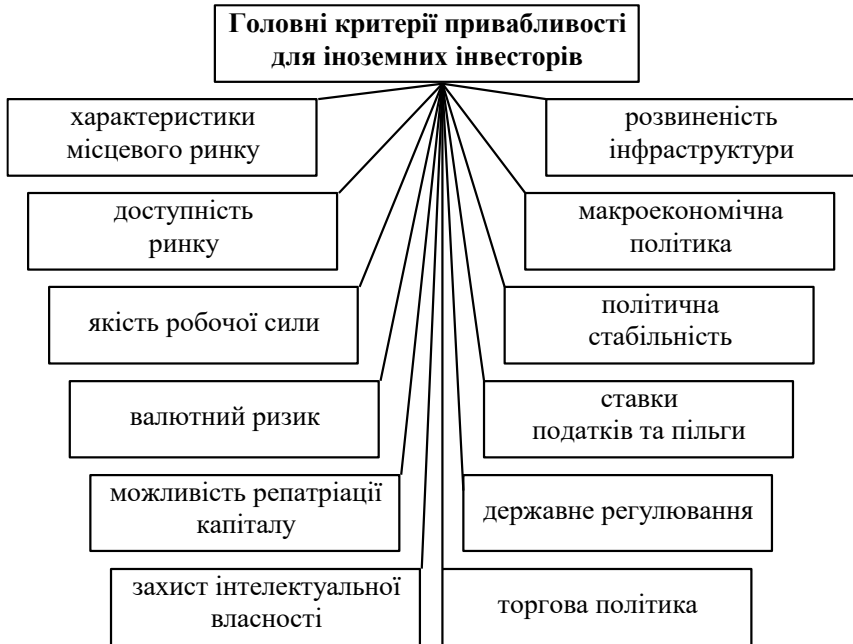 Головні критерії привабливості
для іноземних інвесторів
характеристики
місцевого ринку
розвиненість
інфраструктури
доступність
ринку
макроекономічна
політика
якість робочої сили
політична
стабільність
валютний ризик
ставки
податків та пільги
можливість репатріації
капіталу
державне регулювання
захист інтелектуальної
власності
торгова політика